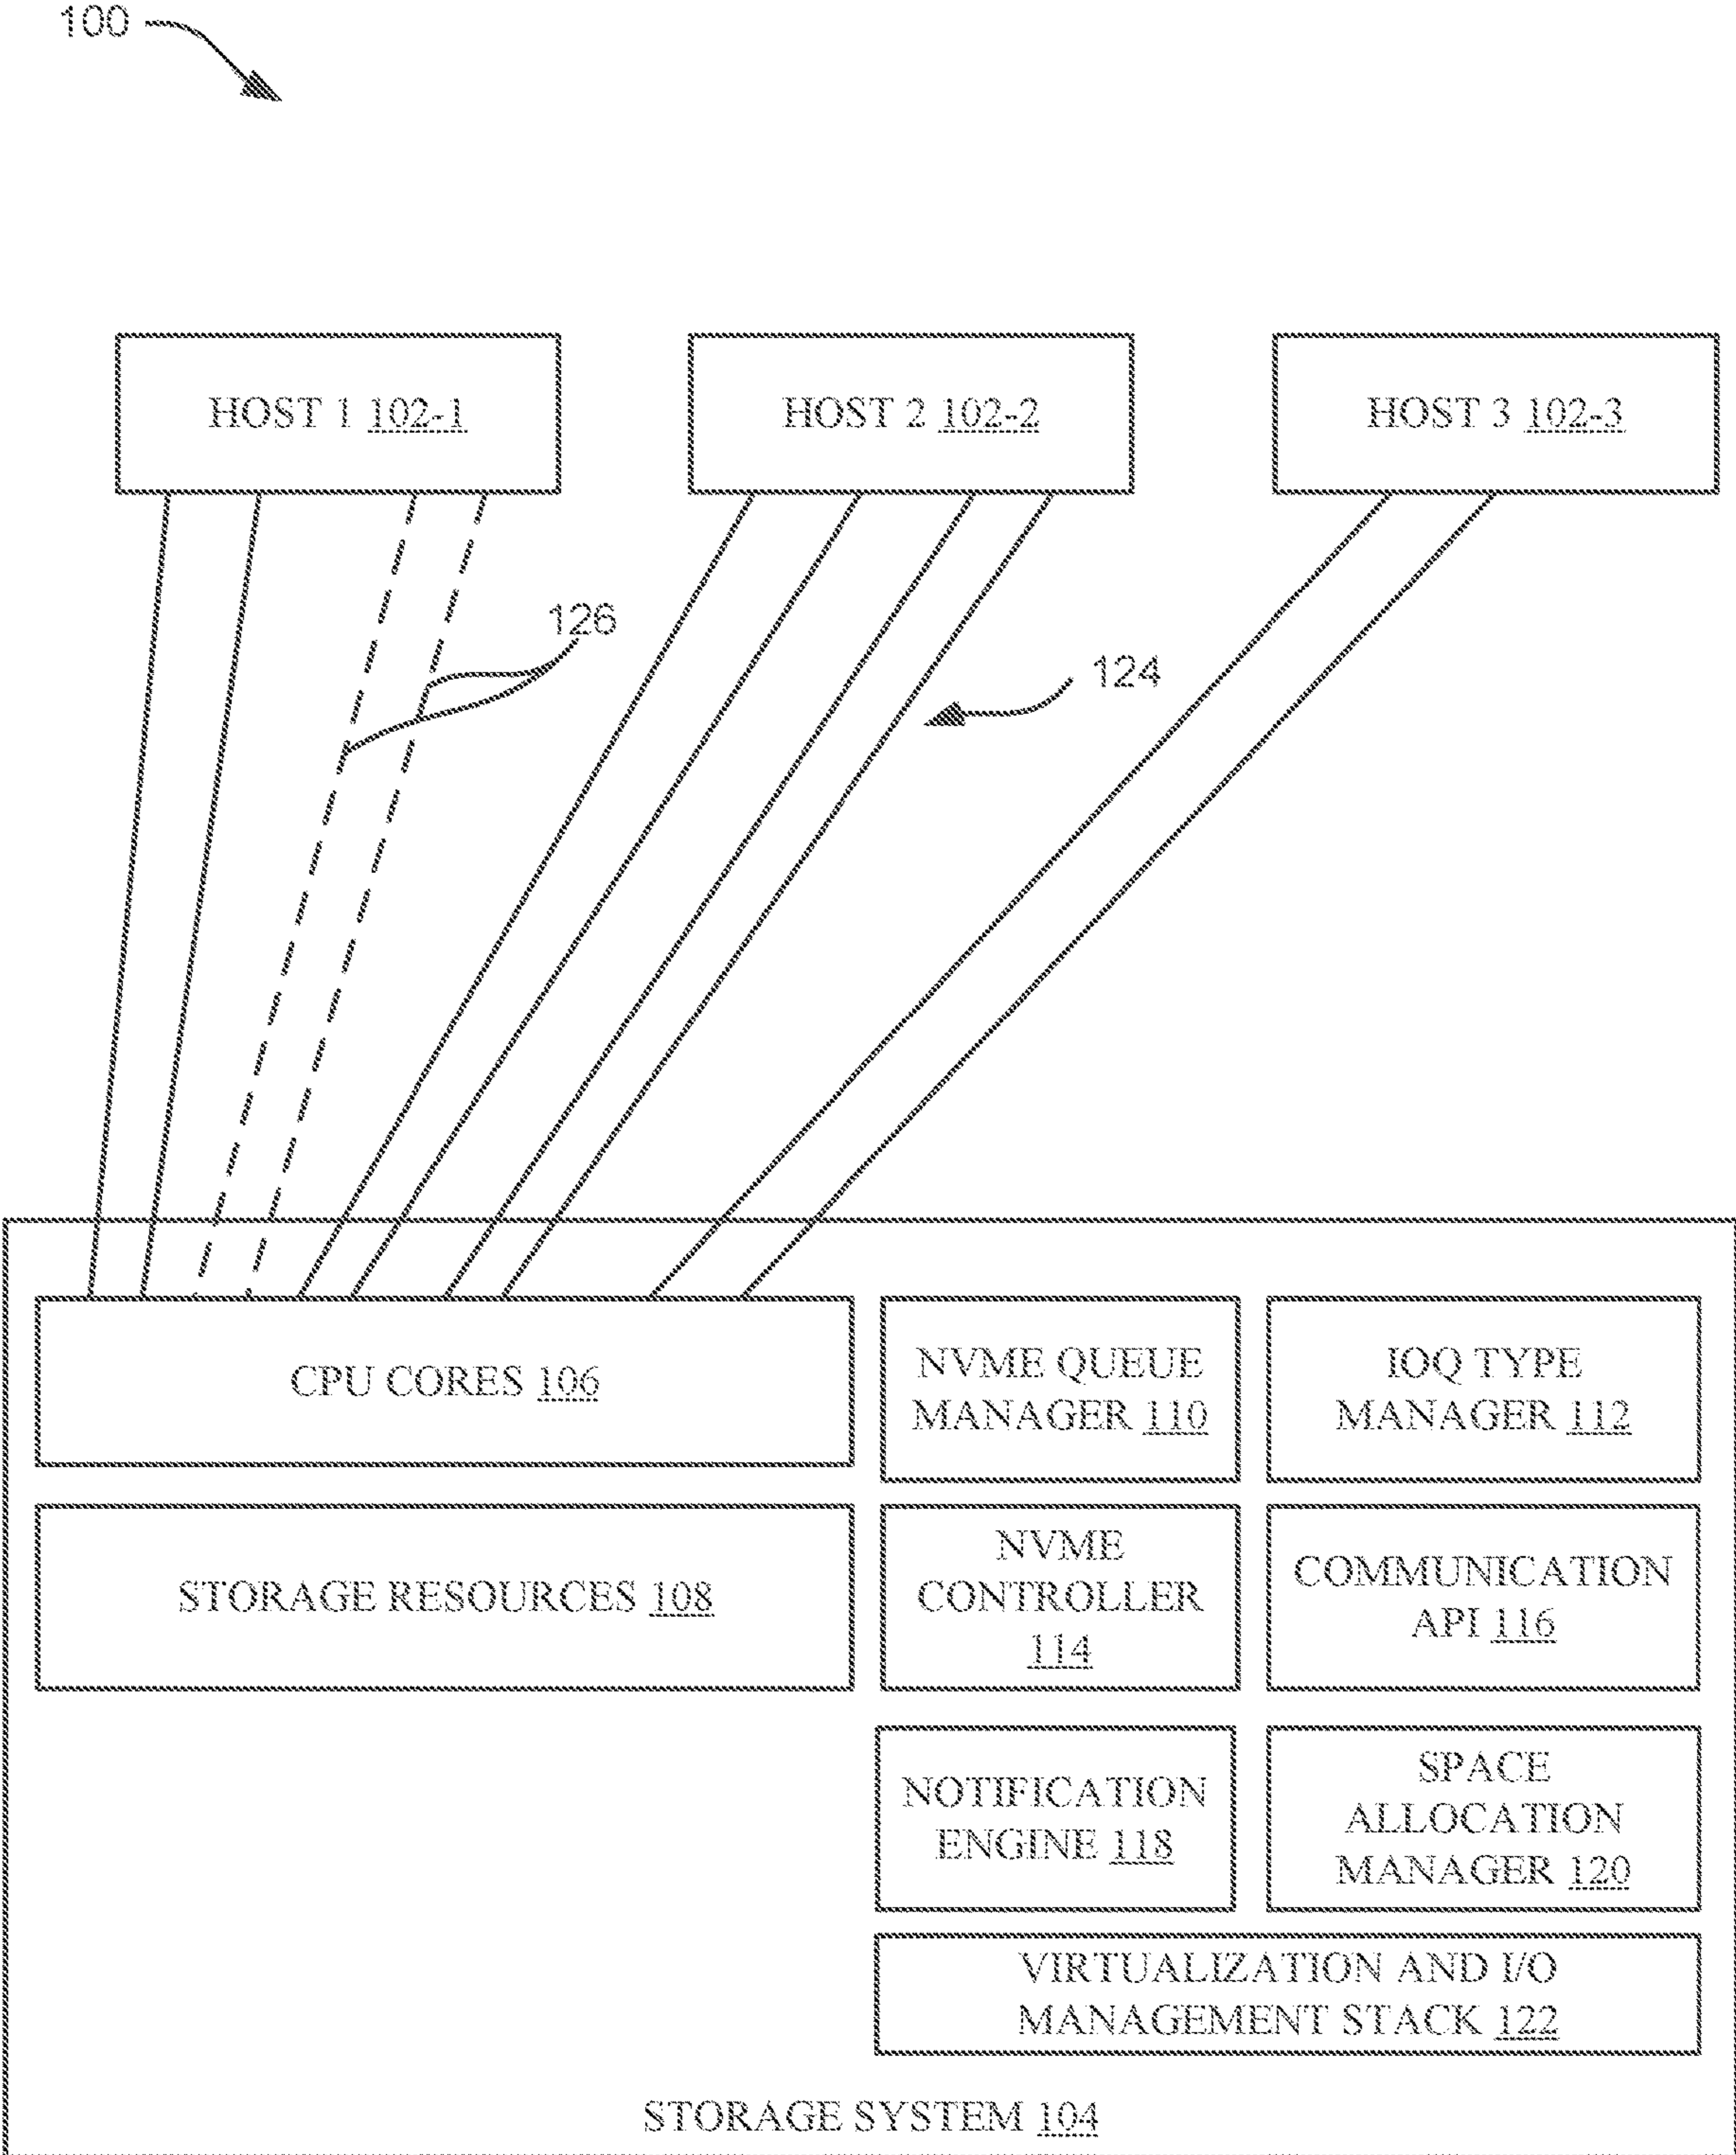 100
HOST 1 102-1
HOST 2 102-2
HOST 3 102-3
126
124
CPU CORES 106
NVME QUEUE
MANAGER 110
IOQ TYPE
MANAGER 112
STORAGE RESOURCES 108
NVME
CONTROLLER
114
COMMUNICATION
API 116
NOTIFICATION
ENGINE 118
SPACE
ALLOCATION
MANAGER 120
VIRTUALIZATION AND I/O
MANAGEMENT STACK 122
STORAGE SYSTEM 104